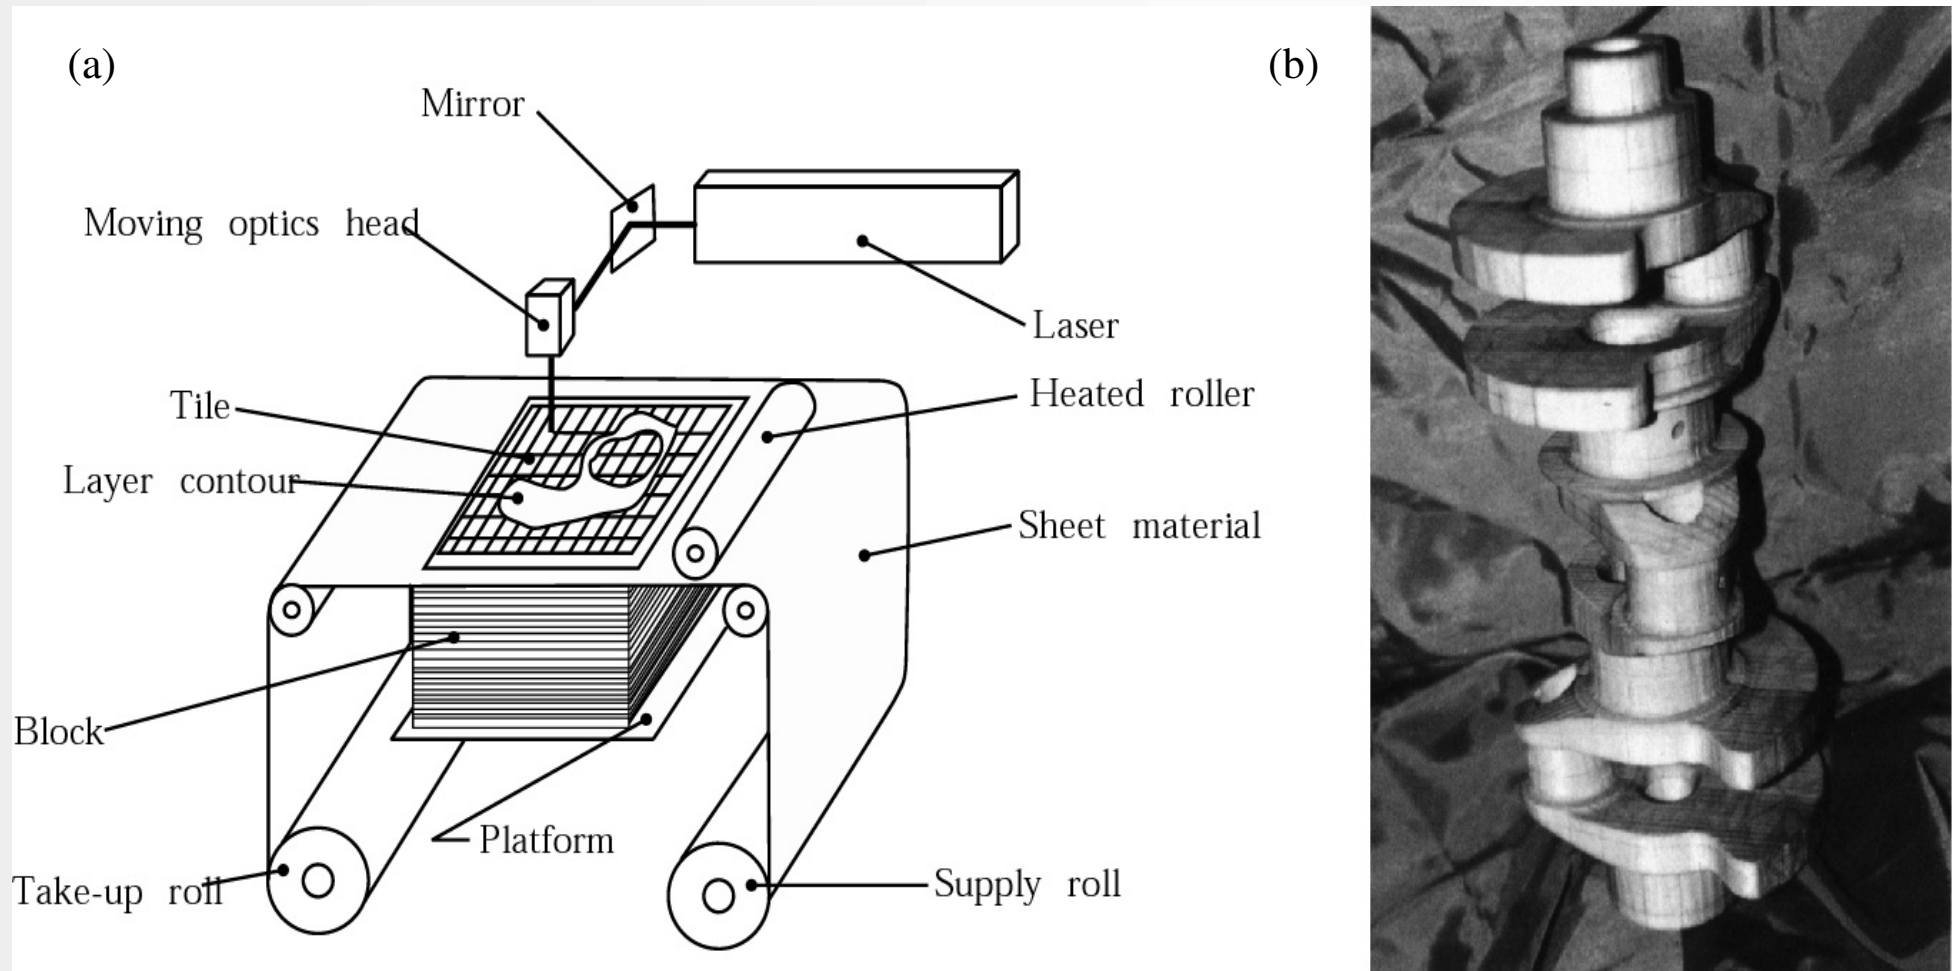 (a)
(b)
Mirror
Moving optics head
Laser
Heated roller
Tile
Layer contour
Sheet material
Block
Platform
Take-up roll
Supply roll